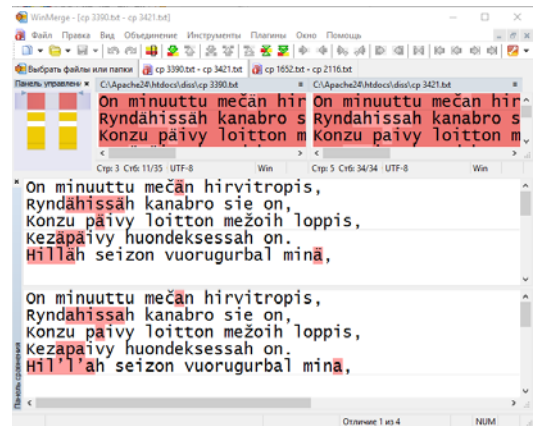 WinMerge - [cp 3390.txt - cp 3421.txt]
Файл Правка Вид Объединение Инструменты Плагины Окно Помощь
Выбрать файлы или папки cp 3390.txt - cp 3421.txt cp 1652.txt - cp 2116.txt
Панель управлени C:\Apache24\htdocs\diss\cp 3390.txt C:\Apache24\htdocs\diss\cp 3421.txt
On minuuttu mečän hir On minuuttu mečan hir
Ryndähissäh kanabro s Ryndahissah kanabro s
Konzu päivy loitton m Konzu paivy loitton m
Стр: 3 Стб: 11/35 UTF-8 Win Стр: 5 Стб: 34/34 UTF-8 Win
On minuuttu mečän hirvitropis,
Ryndähissäh kanabro sie on,
Konzu päivy loitton mežoih loppis,
Kezäpäivy huondeksessah on.
Hilläh seizon vuorugurbal minä,
On minuuttu mečan hirvitropis,
Ryndahissah kanabro sie on,
Konzu paivy loitton mežoih loppis,
Kezapaivy huondeksessah on.
Hil’l’ah seizon vuorugurbal mina,
Панель сравнения
Отличие 1 из 4 NUM